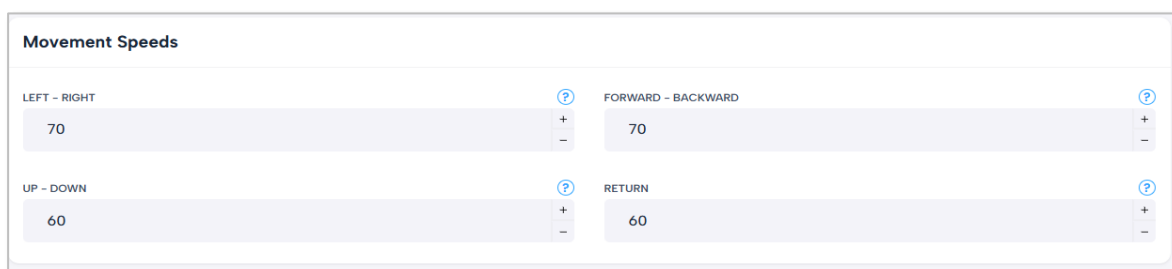 Movement Speeds
LEFT - RIGHT ?
FORWARD - BACKWARD ?
70 + -
70 + -
UP - DOWN ?
RETURN ?
60 + -
60 + -